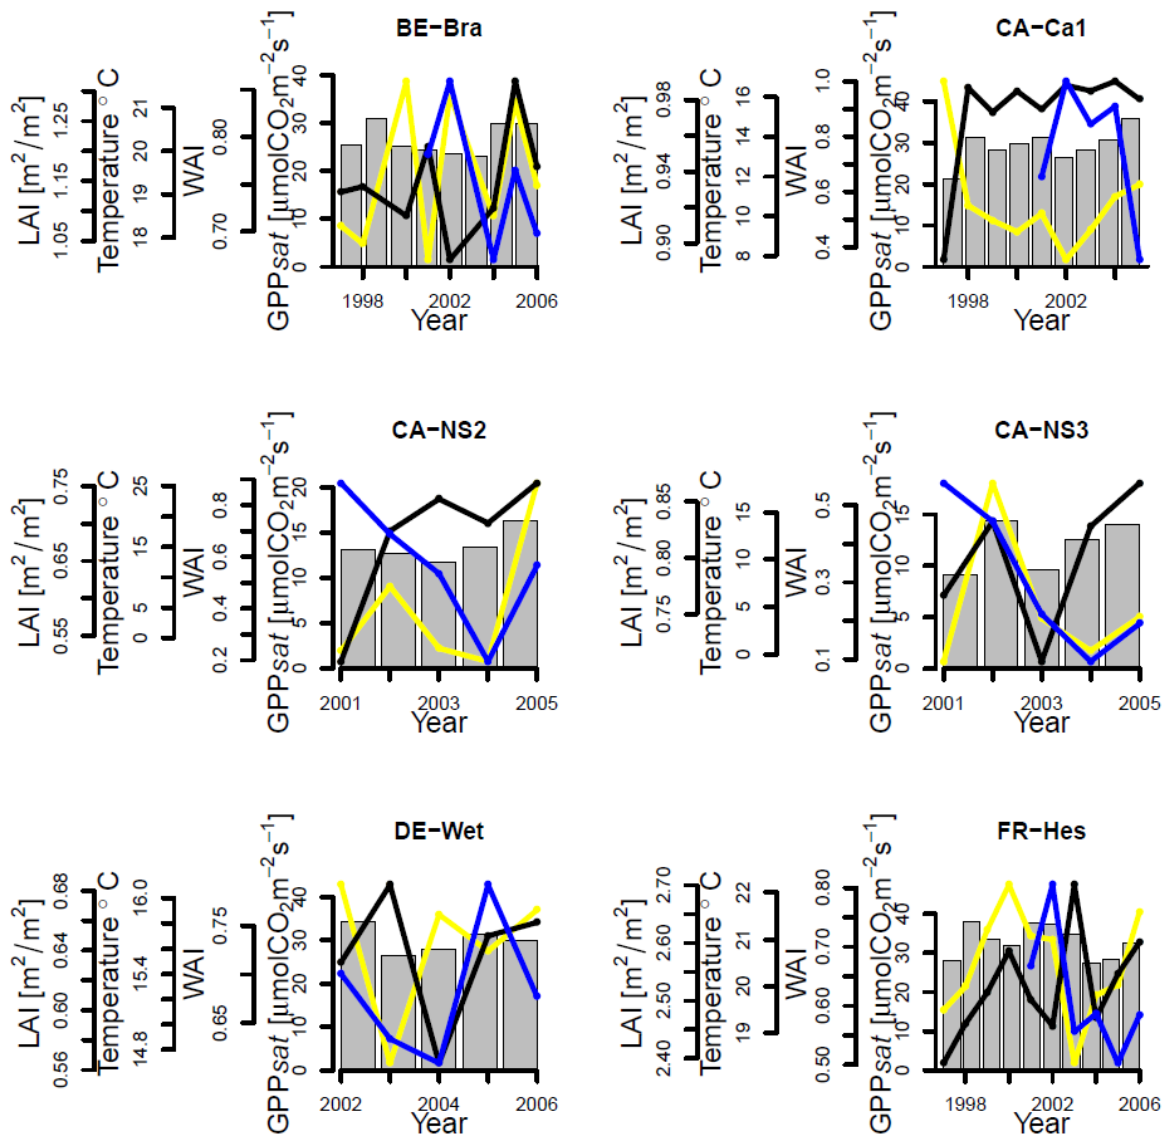 BE−Bra
LAI [m²/m²]
1.05 1.15 1.25
Temperature °C
18 19 20 21
WAI
0.70 0.80
GPPsat [µmolCO₂m⁻²s⁻¹]
0 10 20 30 40
1998 2002 2006
Year
CA−Ca1
LAI [m²/m²]
0.90 0.94 0.98
Temperature °C
8 10 12 14 16
WAI
0.4 0.6 0.8 1.0
GPPsat [µmolCO₂m⁻²s⁻¹]
0 10 20 30 40
1998 2002
Year
CA−NS2
LAI [m²/m²]
0.55 0.65 0.75
Temperature °C
0 5 15 25
WAI
0.2 0.4 0.6 0.8
GPPsat [µmolCO₂m⁻²s⁻¹]
0 5 10 15 20
2001 2003 2005
Year
CA−NS3
LAI [m²/m²]
0.75 0.80 0.85
Temperature °C
0 5 10 15
WAI
0.1 0.3 0.5
GPPsat [µmolCO₂m⁻²s⁻¹]
0 5 10 15
2001 2003 2005
Year
DE−Wet
LAI [m²/m²]
0.56 0.60 0.64 0.68
Temperature °C
14.8 15.4 16.0
WAI
0.65 0.75
GPPsat [µmolCO₂m⁻²s⁻¹]
0 10 20 30 40
2002 2004 2006
Year
FR−Hes
LAI [m²/m²]
2.40 2.50 2.60 2.70
Temperature °C
19 20 21 22
WAI
0.50 0.60 0.70 0.80
GPPsat [µmolCO₂m⁻²s⁻¹]
0 10 20 30 40
1998 2002 2006
Year